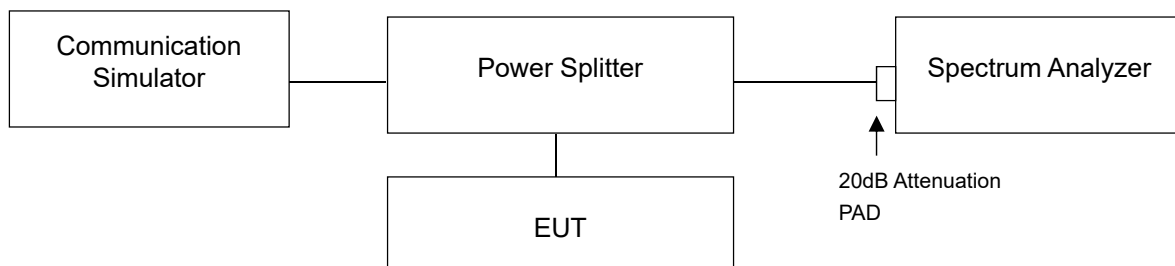 Communication
Simulator
Power Splitter
Spectrum Analyzer
20dB Attenuation
PAD
EUT